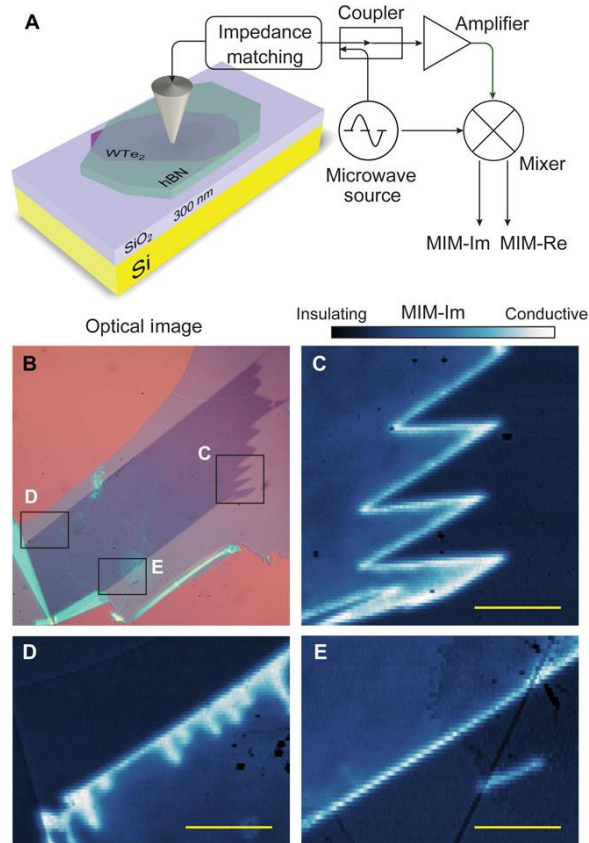 A
Impedance
matching
Coupler
Amplifier
Microwave
source
Mixer
MIM-Im MIM-Re
WTe₂
hBN
SiO₂ 300 nm
Si
Optical image
Insulating MIM-Im Conductive
B
C
D
E
C
D
E